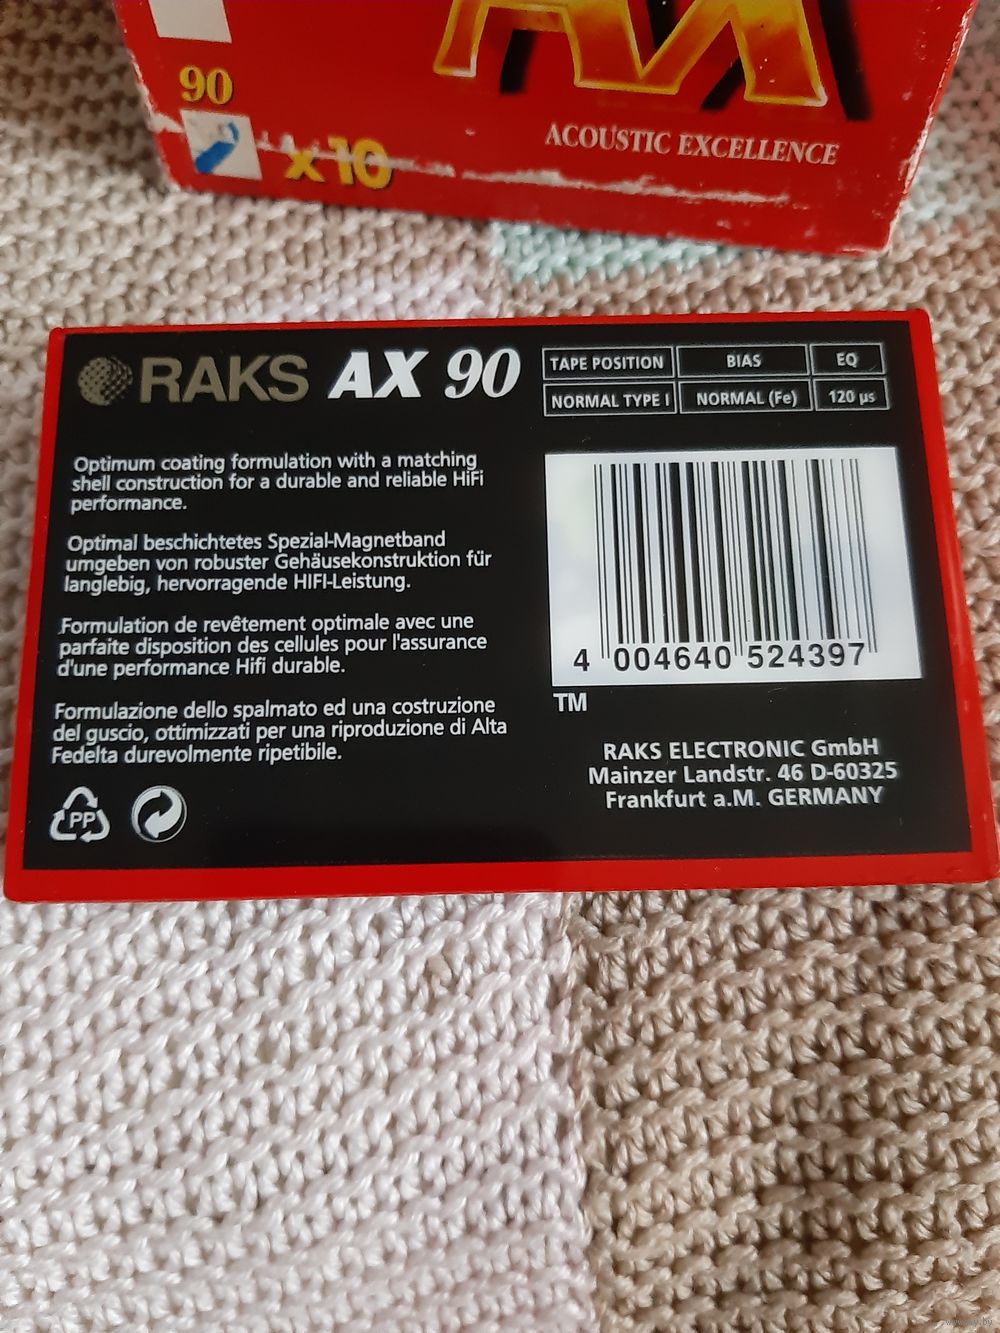 AX
90
x10
ACOUSTIC EXCELLENCE
RAKS AX 90
TAPE POSITION BIAS EQ
NORMAL TYPE I NORMAL (Fe) 120 µs
Optimum coating formulation with a matching
shell construction for a durable and reliable HiFi
performance.
Optimal beschichtetes Spezial-Magnetband
umgeben von robuster Gehäusekonstruktion für
langlebig, hervorragende HIFI-Leistung.
Formulation de revêtement optimale avec une
parfaite disposition des cellules pour l'assurance
d'une performance Hifi durable.
Formulazione dello spalmato ed una costruzione
del guscio, ottimizzati per una riproduzione di Alta
Fedelta durevolmente ripetibile.
PP
4 004640 524397
TM
RAKS ELECTRONIC GmbH
Mainzer Landstr. 46 D-60325
Frankfurt a.M. GERMANY